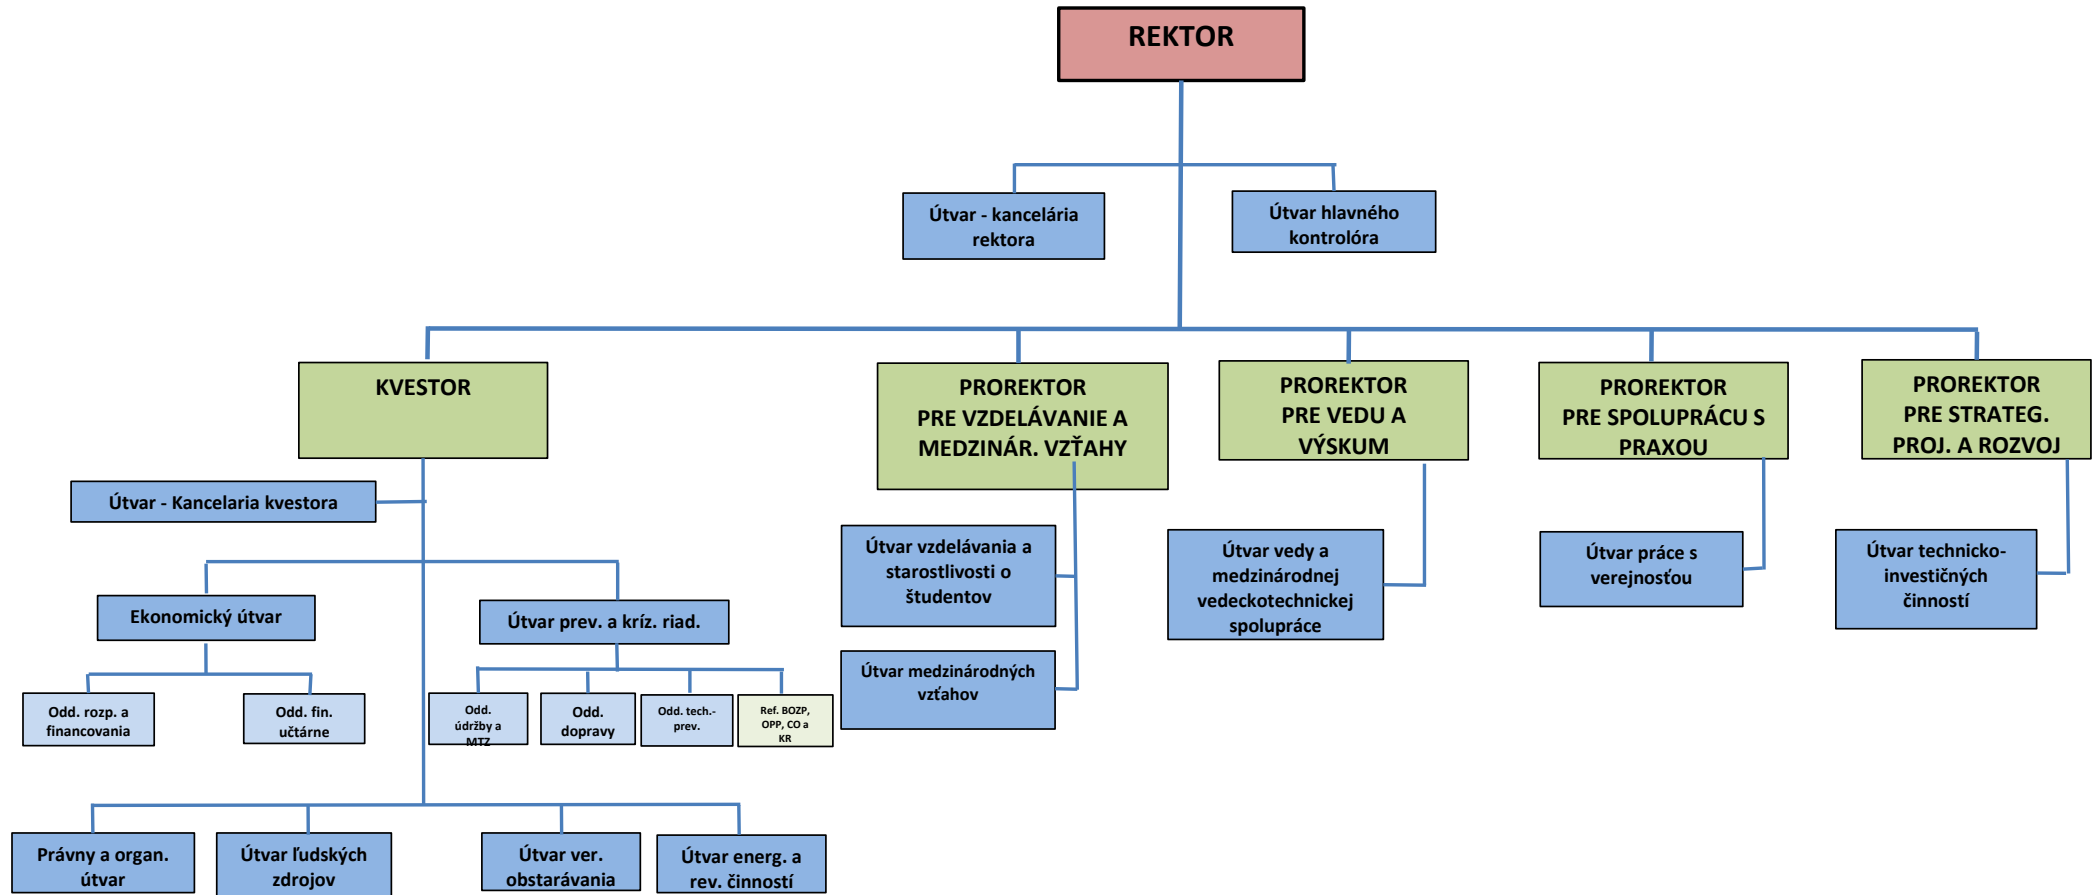 REKTOR
Útvar - kancelária
rektora
Útvar hlavného
kontrolóra
KVESTOR
PROREKTOR
PRE VZDELÁVANIE A
MEDZINÁR. VZŤAHY
PROREKTOR
PRE VEDU A
VÝSKUM
PROREKTOR
PRE SPOLUPRÁCU S
PRAXOU
PROREKTOR
PRE STRATEG.
PROJ. A ROZVOJ
Útvar - Kancelaria kvestora
Útvar vzdelávania a
starostlivosti o
študentov
Útvar vedy a
medzinárodnej
vedeckotechnickej
spolupráce
Útvar práce s
verejnosťou
Útvar technicko-
investičných
činností
Ekonomický útvar
Útvar prev. a kríz. riad.
Útvar medzinárodných
vzťahov
Odd. rozp. a
financovania
Odd. fin.
učtárne
Odd.
údržby a
MTZ
Odd.
dopravy
Odd. tech.-
prev.
Ref. BOZP,
OPP, CO a
KR
Právny a organ.
útvar
Útvar ľudských
zdrojov
Útvar ver.
obstarávania
Útvar energ. a
rev. činností